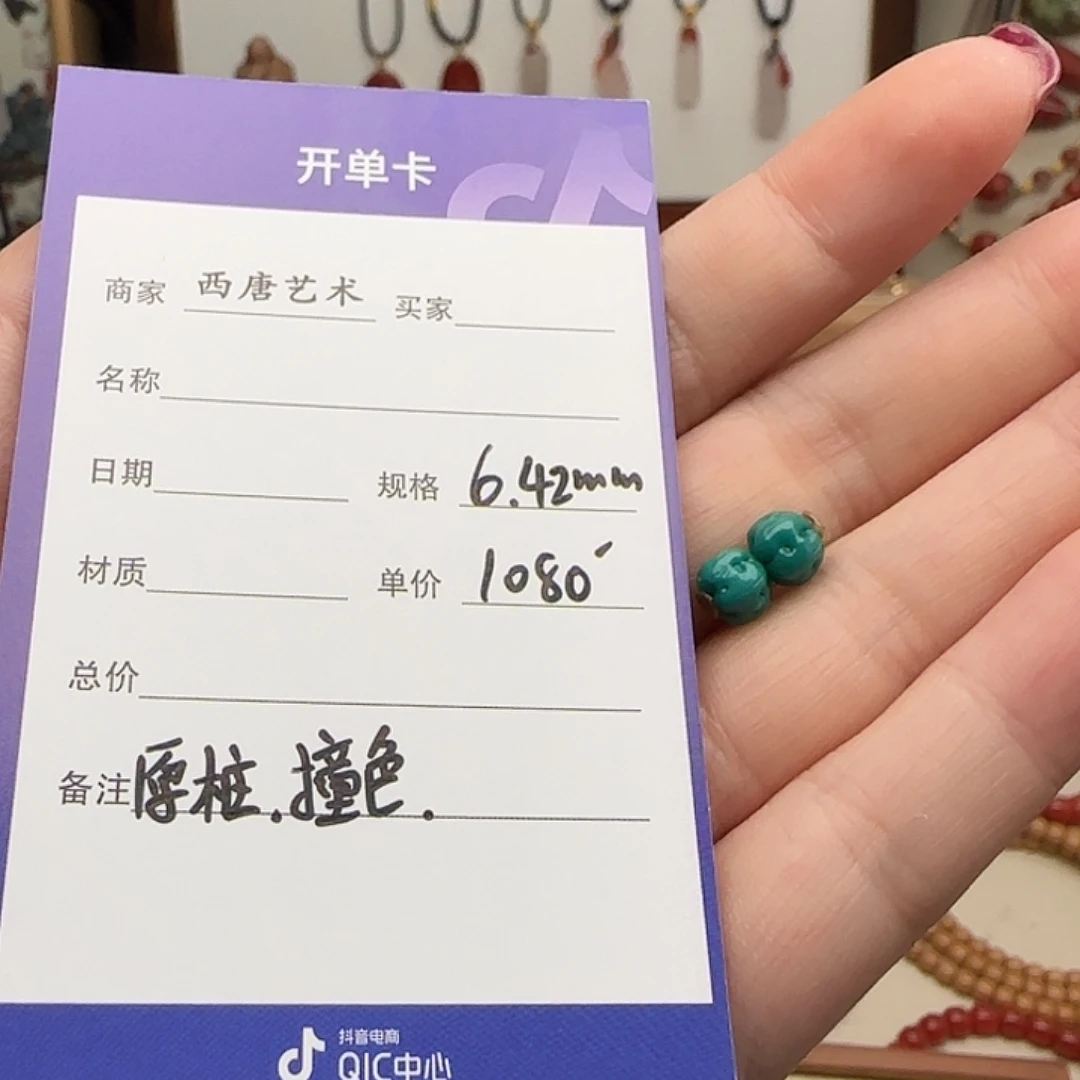 开单卡
商家 西唐艺术 买家
名称
日期 规格 6.42mm
材质 单价 1080
总价
备注 厚桩.撞色.
抖音电商
QIC中心